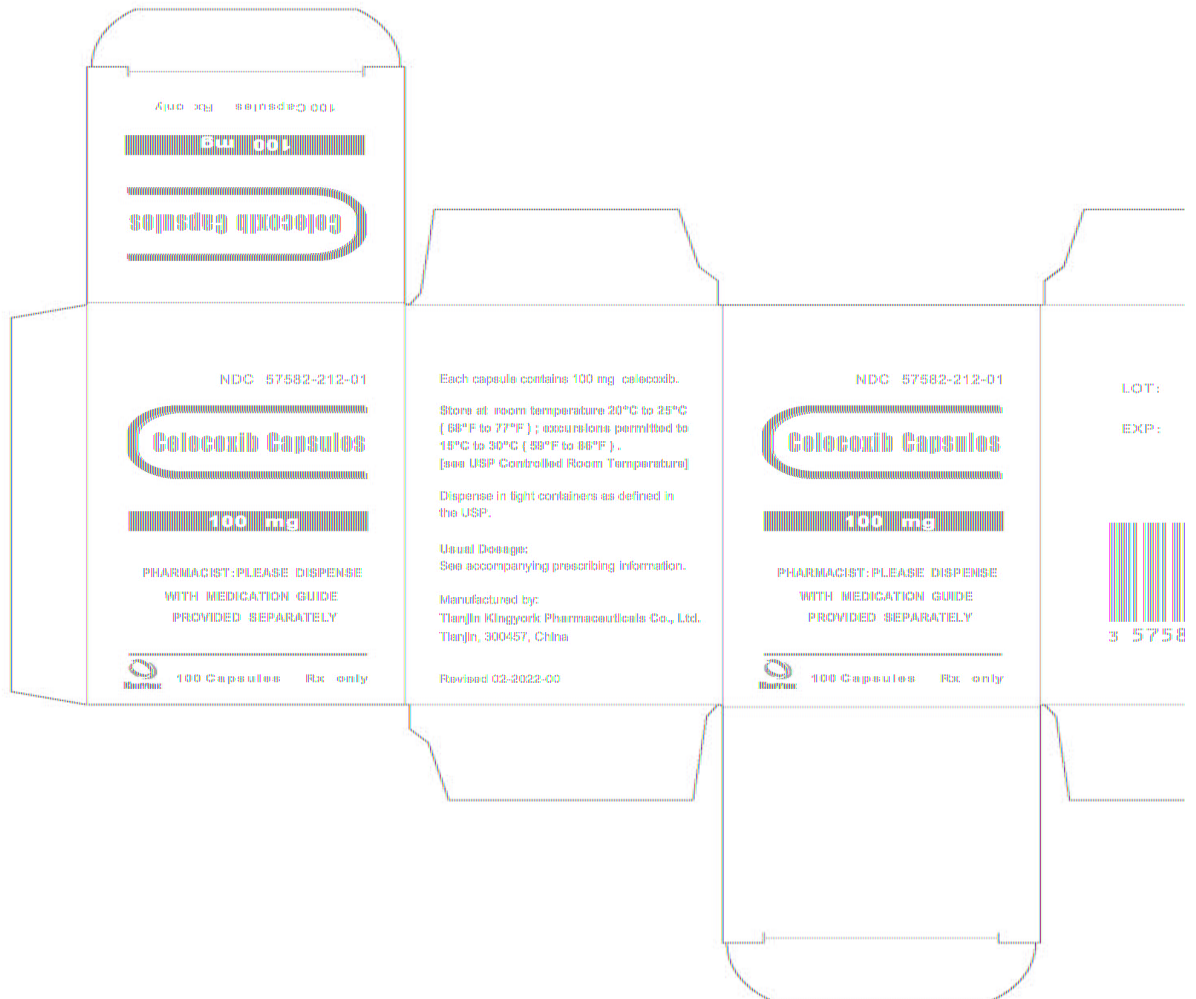 100 Capsules Rx only
100 mg
Celecoxib Capsules
NDC 57582-212-01
Celecoxib Capsules
100 mg
PHARMACIST: PLEASE DISPENSE
WITH MEDICATION GUIDE
PROVIDED SEPARATELY
100 Capsules Rx only
Each capsule contains 100 mg celecoxib.
Store at room temperature 20°C to 25°C
( 68°F to 77°F ) ; excursions permitted to
15°C to 30°C ( 59°F to 86°F ) .
[see USP Controlled Room Temperature]
Dispense in tight containers as defined in
the USP.
Usual Dosage:
See accompanying prescribing information.
Manufactured by:
Tianjin Kingyork Pharmaceuticals Co., Ltd.
Tianjin, 300457, China
Revised 02-2022-00
NDC 57582-212-01
Celecoxib Capsules
100 mg
PHARMACIST: PLEASE DISPENSE
WITH MEDICATION GUIDE
PROVIDED SEPARATELY
100 Capsules Rx only
LOT:
EXP:
3 5758